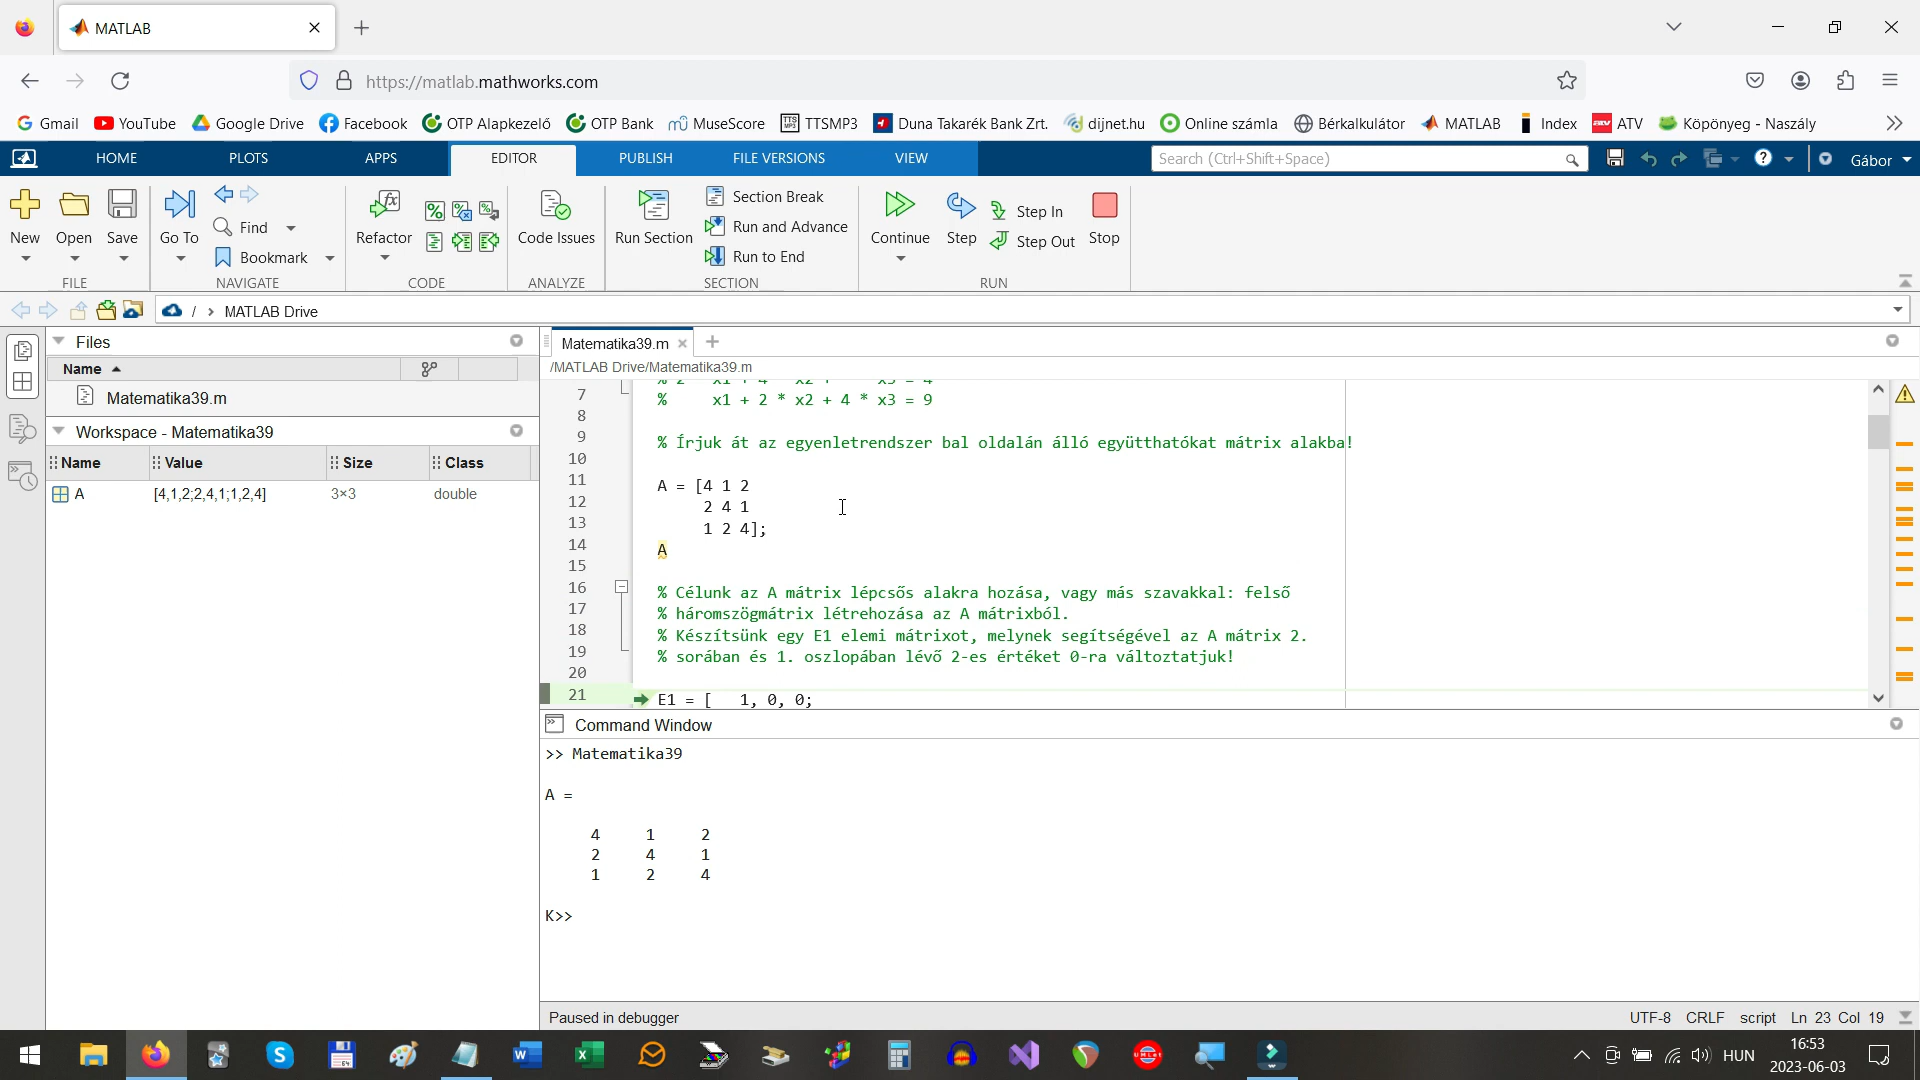 MATLAB
https://matlab.mathworks.com
Gmail YouTube Google Drive Facebook OTP Alapkezelő OTP Bank MuseScore TTSMP3 Duna Takarék Bank Zrt. dijnet.hu Online számla Bérkalkulátor MATLAB Index ATV Köpönyeg - Naszály
HOME PLOTS APPS EDITOR PUBLISH FILE VERSIONS VIEW Search (Ctrl+Shift+Space) Gábor
New Open Save Go To Find Bookmark Refactor Code Issues Run Section Section Break Run and Advance Run to End Continue Step Step In Step Out Stop
FILE NAVIGATE CODE ANALYZE SECTION RUN
/ › MATLAB Drive
Files
Name
Matematika39.m
Workspace - Matematika39
Name Value Size Class
A [4,1,2;2,4,1;1,2,4] 3×3 double
Matematika39.m
/MATLAB Drive/Matematika39.m
7 % x1 + 2 * x2 + 4 * x3 = 9
8
9 % Írjuk át az egyenletrendszer bal oldalán álló együtthatókat mátrix alakba!
10
11 A = [4 1 2
12 2 4 1
13 1 2 4];
14 A
15
16 % Célunk az A mátrix lépcsős alakra hozása, vagy más szavakkal: felső
17 % háromszögmátrix létrehozása az A mátrixból.
18 % Készítsünk egy E1 elemi mátrixot, melynek segítségével az A mátrix 2.
19 % sorában és 1. oszlopában lévő 2-es értéket 0-ra változtatjuk!
20
21 E1 = [ 1, 0, 0;
Command Window
>> Matematika39
A =
4 1 2
2 4 1
1 2 4
K>>
Paused in debugger UTF-8 CRLF script Ln 23 Col 19
HUN 16:53
2023-06-03